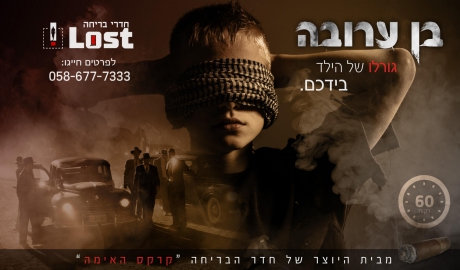 בן ערובה
גורלו של הילד
בידכם.
חדרי בריחה
Lost
לפרטים חייגו:
058-677-7333
60
מבית היוצר של חדר הבריחה "קרקס האימה"